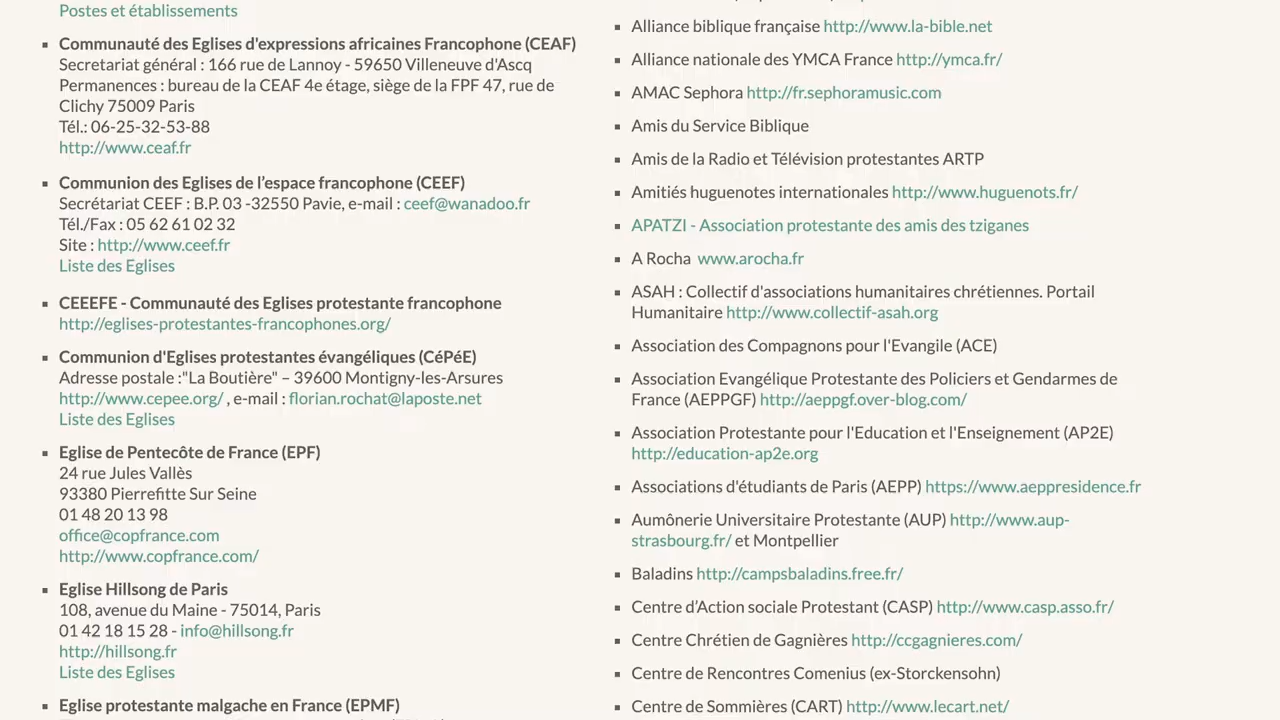 Postes et établissements
Communauté des Eglises d'expressions africaines Francophone (CEAF)
Secretariat général : 166 rue de Lannoy - 59650 Villeneuve d'Ascq
Permanences : bureau de la CEAF 4e étage, siège de la FPF 47, rue de
Clichy 75009 Paris
Tél.: 06-25-32-53-88
http://www.ceaf.fr
Communion des Eglises de l’espace francophone (CEEF)
Secrétariat CEEF : B.P. 03 -32550 Pavie, e-mail : ceef@wanadoo.fr
Tél./Fax : 05 62 61 02 32
Site : http://www.ceef.fr
Liste des Eglises
CEEEFE - Communauté des Eglises protestante francophone
http://eglises-protestantes-francophones.org/
Communion d'Eglises protestantes évangéliques (CéPéE)
Adresse postale :"La Boutière" – 39600 Montigny-les-Arsures
http://www.cepee.org/ , e-mail : florian.rochat@laposte.net
Liste des Eglises
Eglise de Pentecôte de France (EPF)
24 rue Jules Vallès
93380 Pierrefitte Sur Seine
01 48 20 13 98
office@copfrance.com
http://www.copfrance.com/
Eglise Hillsong de Paris
108, avenue du Maine - 75014, Paris
01 42 18 15 28 - info@hillsong.fr
http://hillsong.fr
Liste des Eglises
Eglise protestante malgache en France (EPMF)
Alliance biblique française http://www.la-bible.net
Alliance nationale des YMCA France http://ymca.fr/
AMAC Sephora http://fr.sephoramusic.com
Amis du Service Biblique
Amis de la Radio et Télévision protestantes ARTP
Amitiés huguenotes internationales http://www.huguenots.fr/
APATZI - Association protestante des amis des tziganes
A Rocha www.arocha.fr
ASAH : Collectif d'associations humanitaires chrétiennes. Portail
Humanitaire http://www.collectif-asah.org
Association des Compagnons pour l'Evangile (ACE)
Association Evangélique Protestante des Policiers et Gendarmes de
France (AEPPGF) http://aeppgf.over-blog.com/
Association Protestante pour l'Education et l'Enseignement (AP2E)
http://education-ap2e.org
Associations d'étudiants de Paris (AEPP) https://www.aeppresidence.fr
Aumônerie Universitaire Protestante (AUP) http://www.aup-
strasbourg.fr/ et Montpellier
Baladins http://campsbaladins.free.fr/
Centre d’Action sociale Protestant (CASP) http://www.casp.asso.fr/
Centre Chrétien de Gagnières http://ccgagnieres.com/
Centre de Rencontres Comenius (ex-Storckensohn)
Centre de Sommières (CART) http://www.lecart.net/